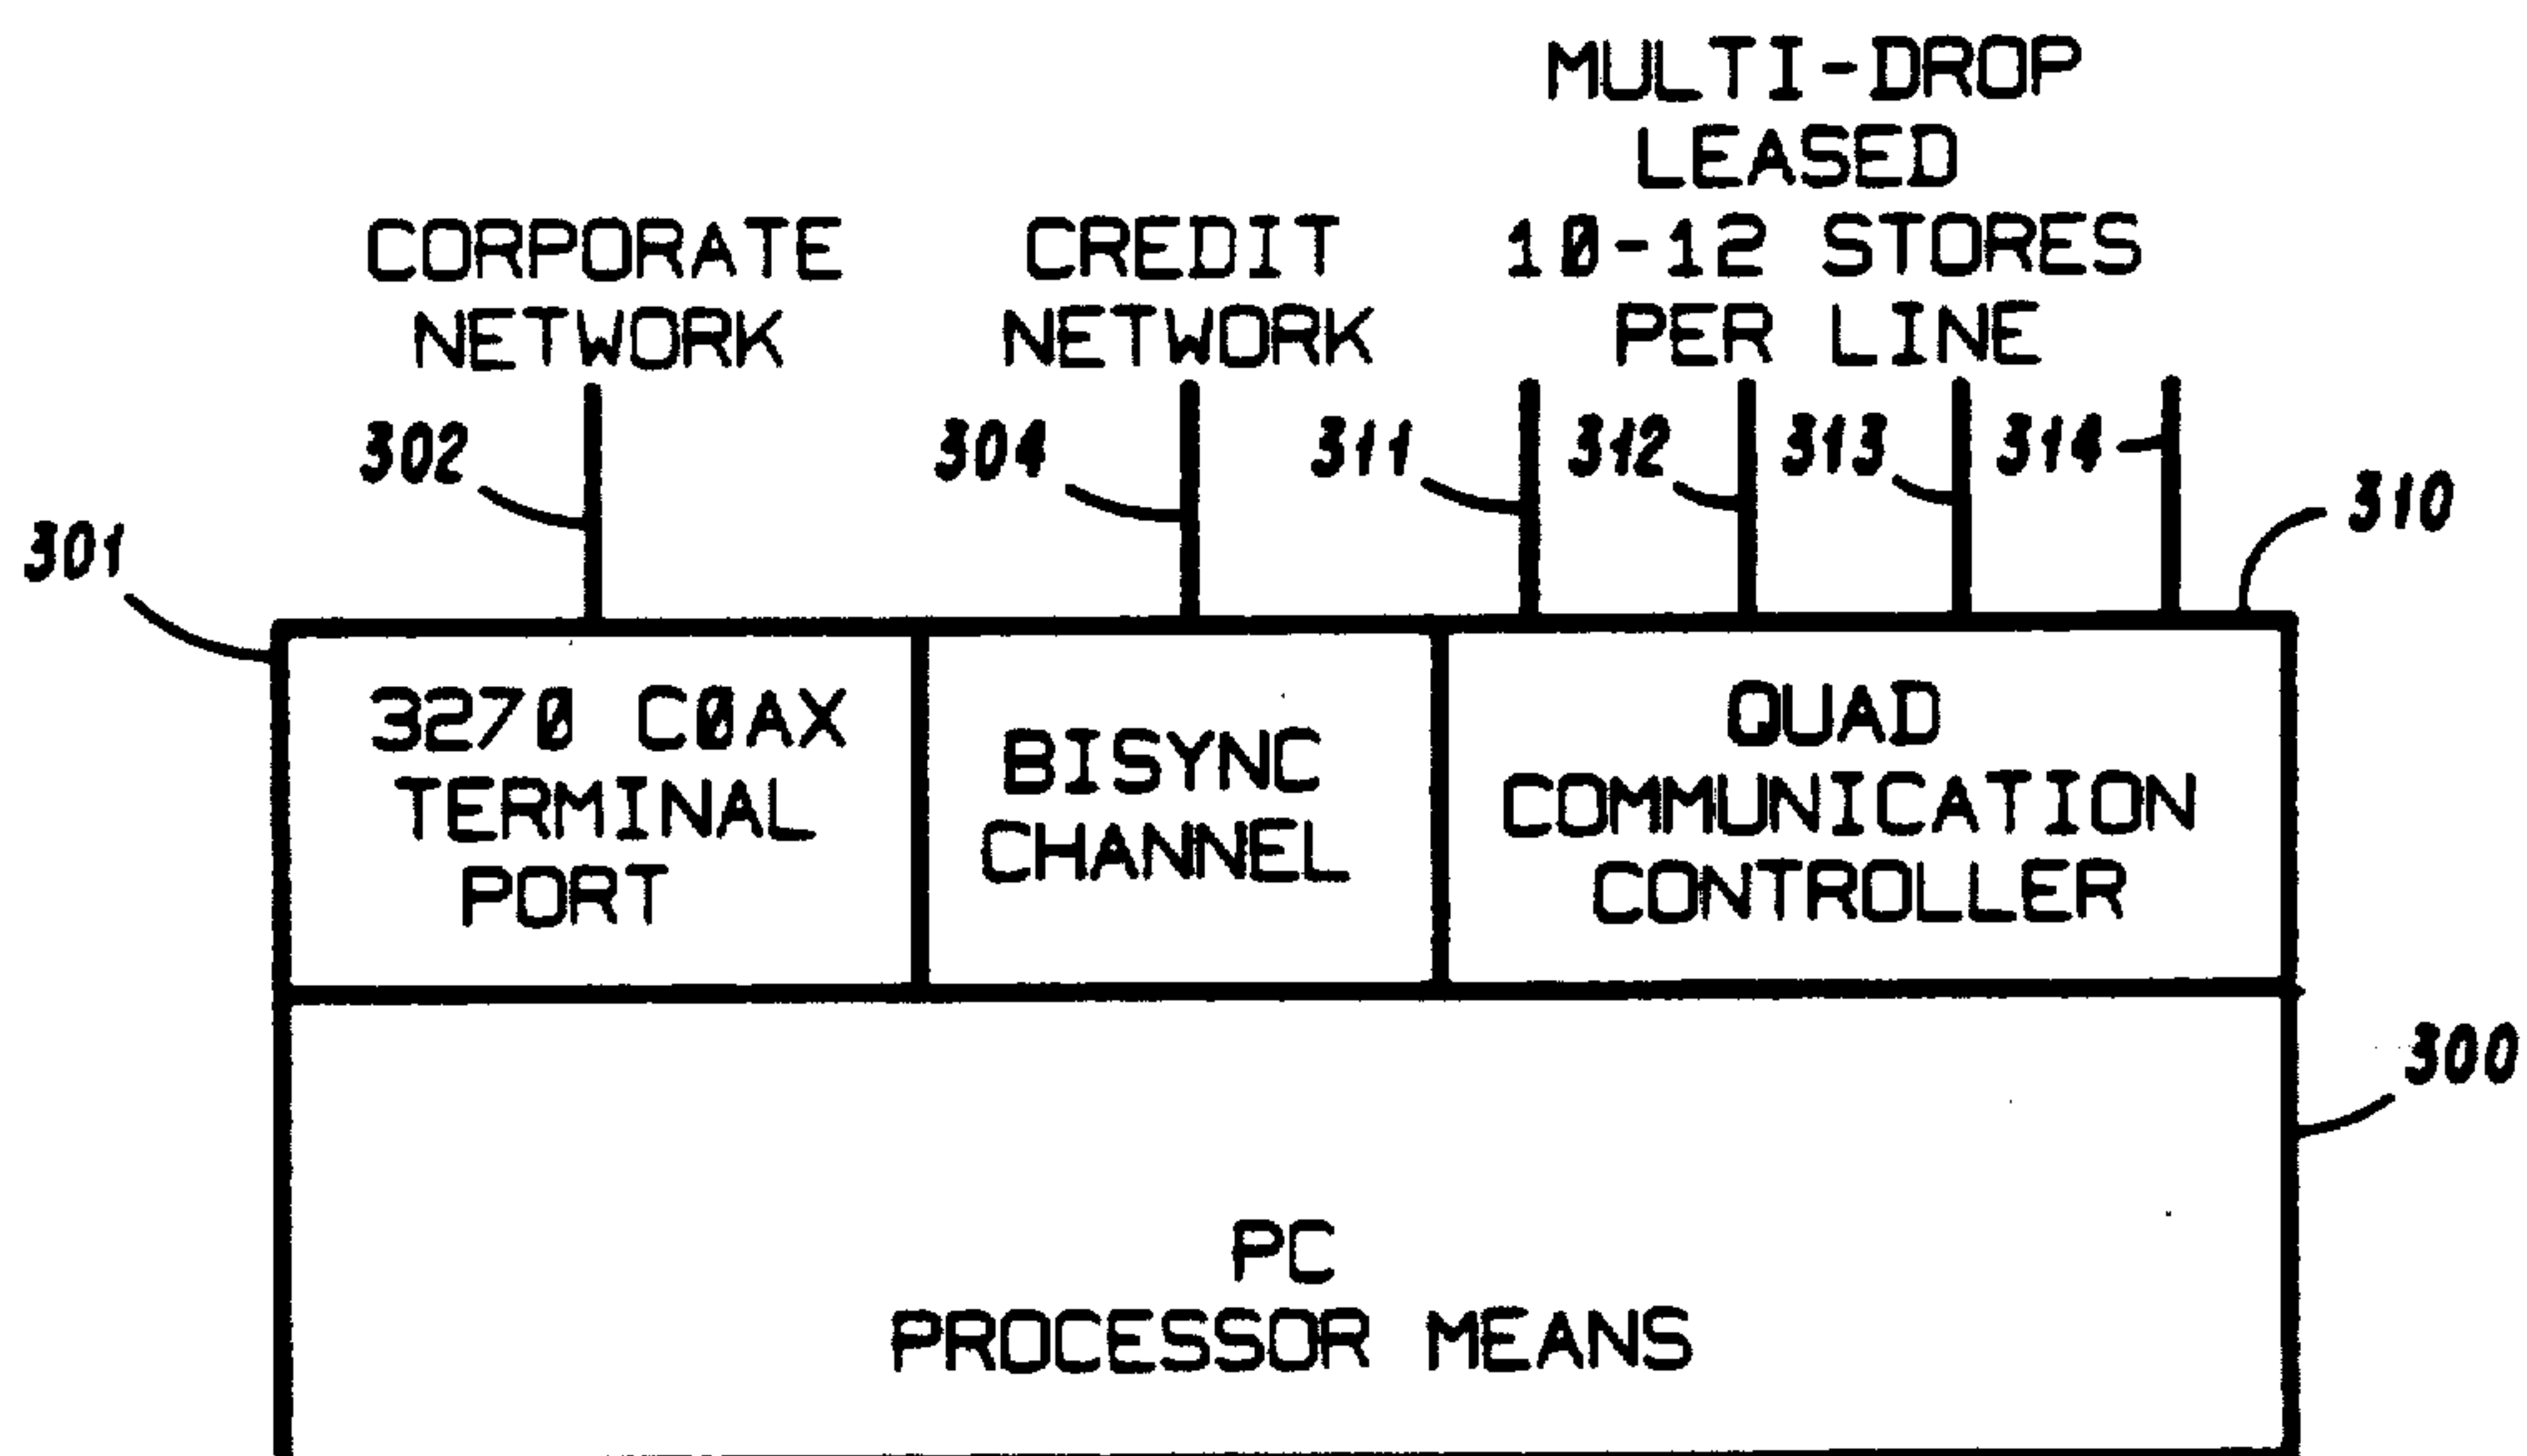 MULTI-DROP
LEASED
10-12 STORES
PER LINE
CORPORATE
NETWORK
CREDIT
NETWORK
302
304
311
312
313
314
310
301
3270 C0AX
TERMINAL
PORT
BISYNC
CHANNEL
QUAD
COMMUNICATION
CONTROLLER
300
PC
PROCESSOR MEANS